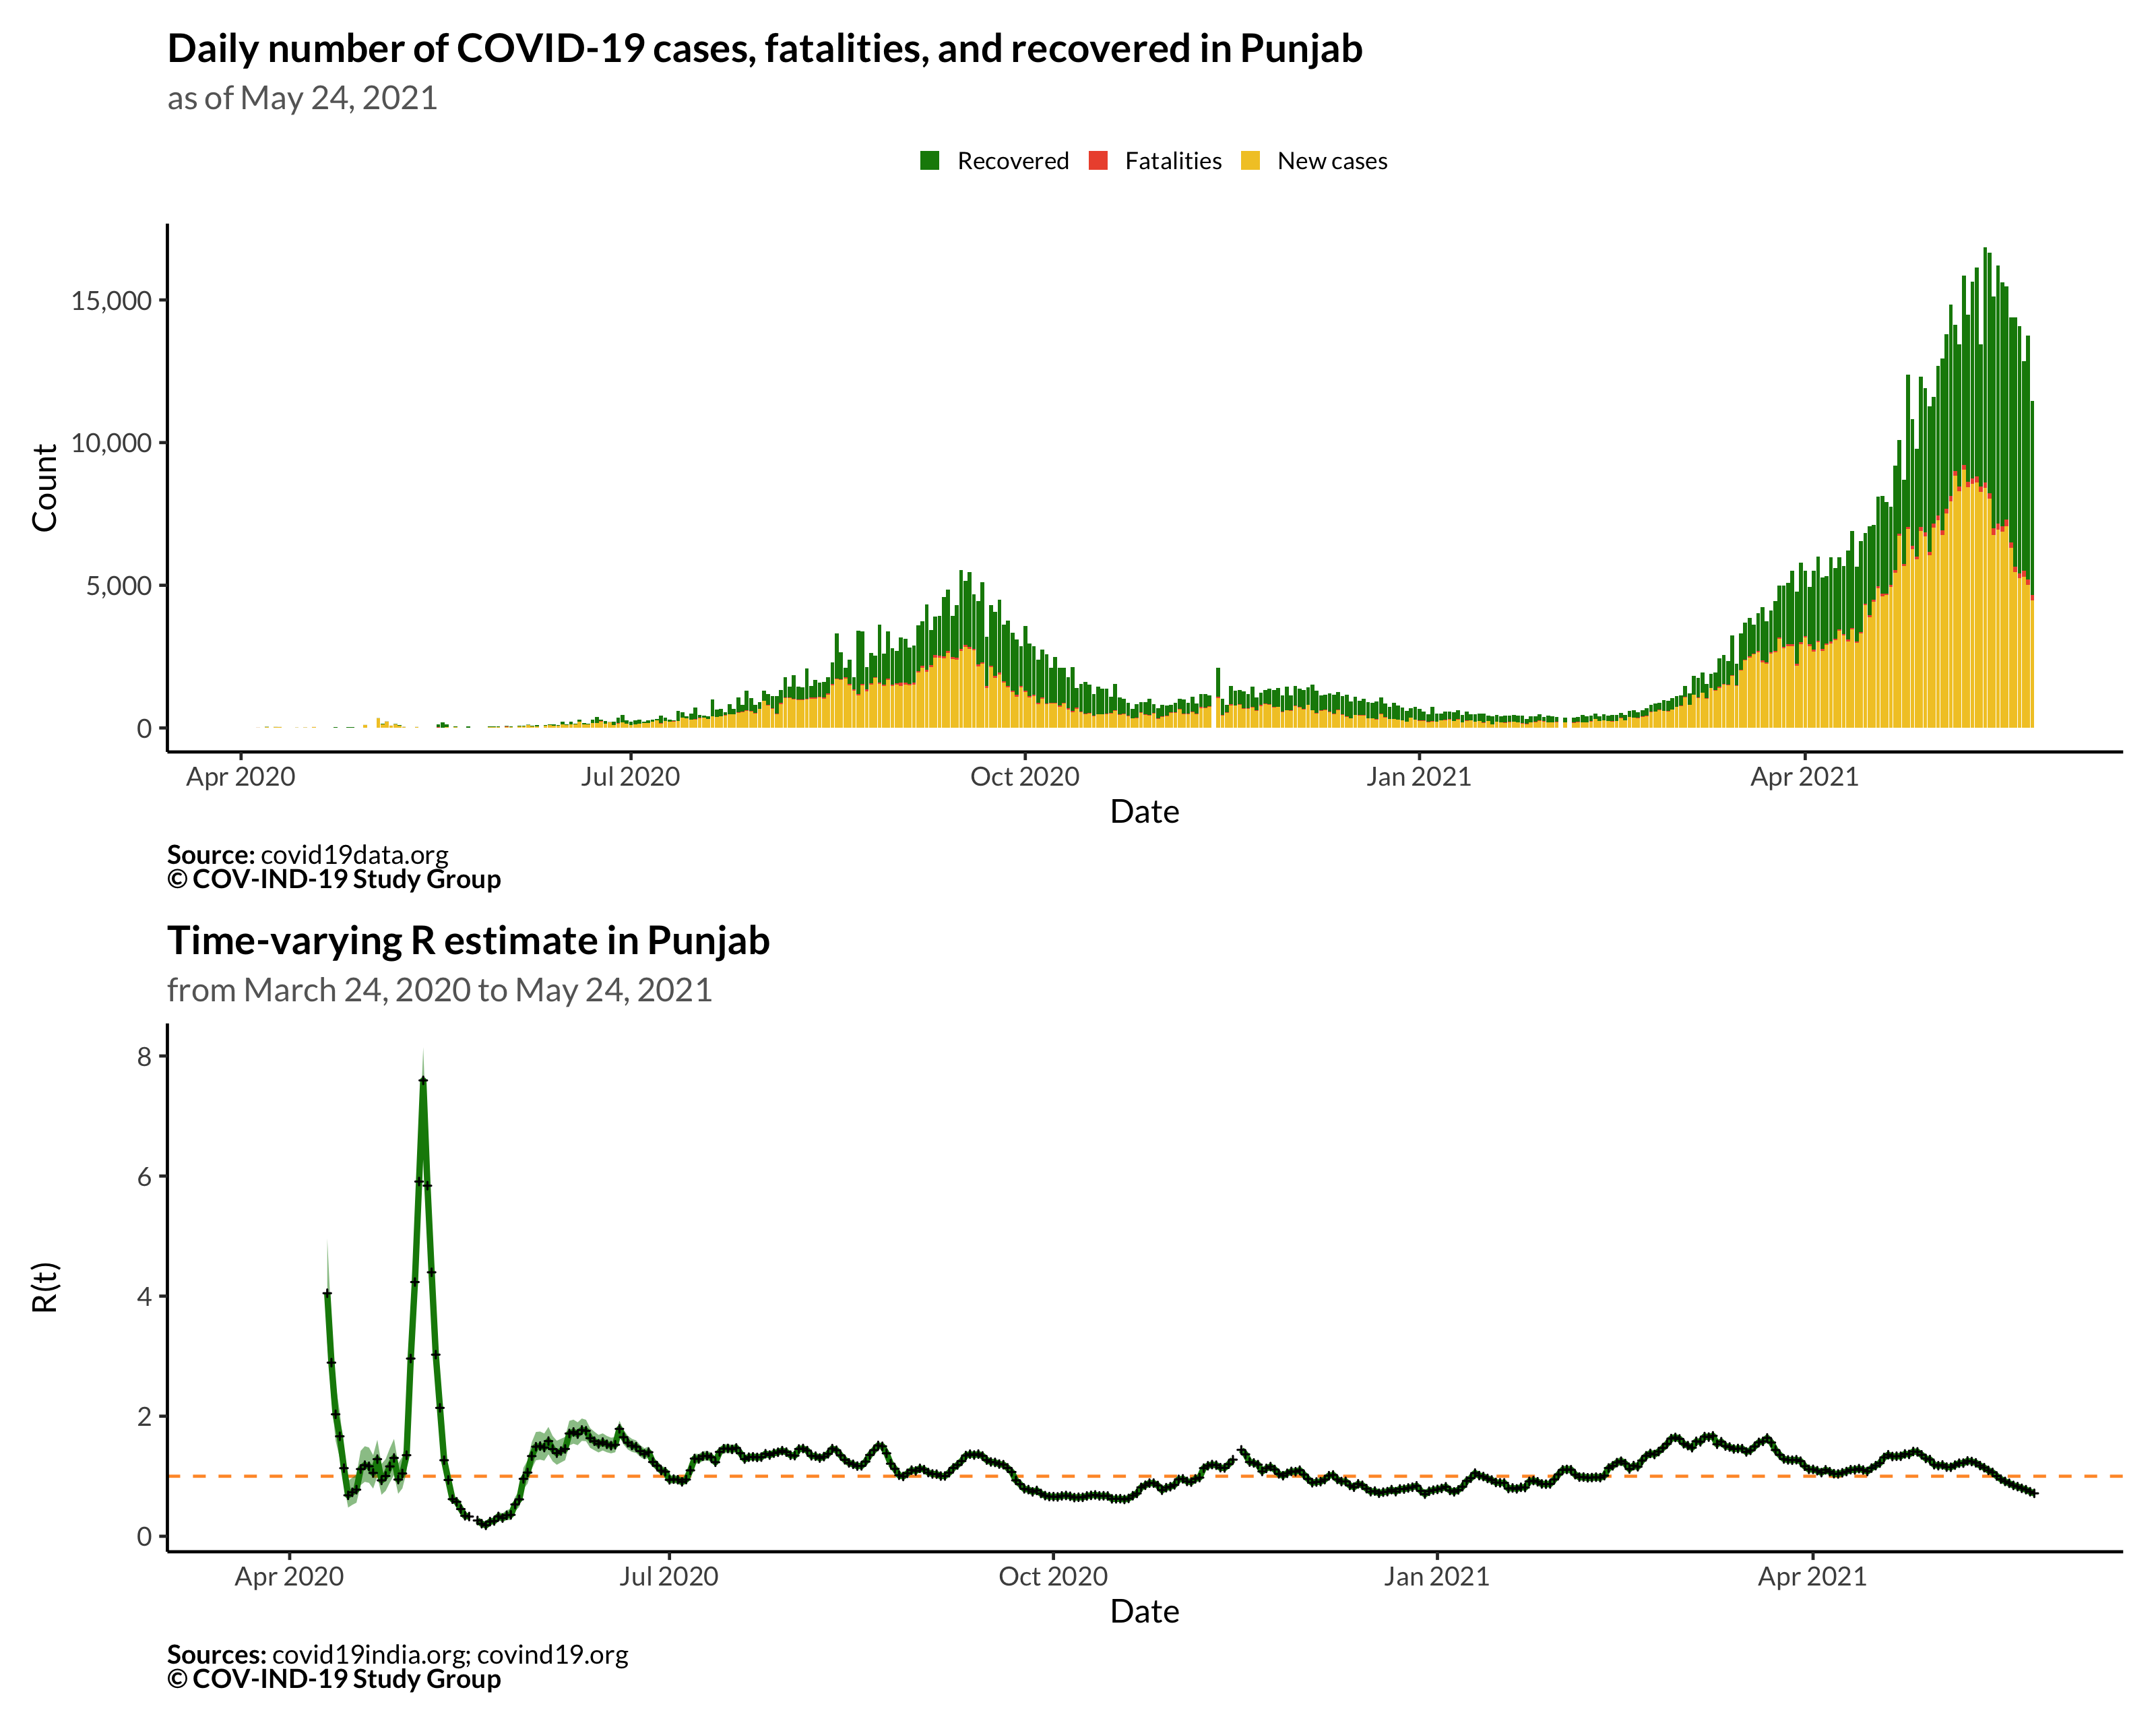 Daily number of COVID-19 cases, fatalities, and recovered in Punjab
as of May 24, 2021
Recovered Fatalities New cases
Count
15,000
10,000
5,000
0
Apr 2020 Jul 2020 Oct 2020 Jan 2021 Apr 2021
Date
Source: covid19data.org
© COV-IND-19 Study Group
Time-varying R estimate in Punjab
from March 24, 2020 to May 24, 2021
R(t)
8
6
4
2
0
Apr 2020 Jul 2020 Oct 2020 Jan 2021 Apr 2021
Date
Sources: covid19india.org; covind19.org
© COV-IND-19 Study Group